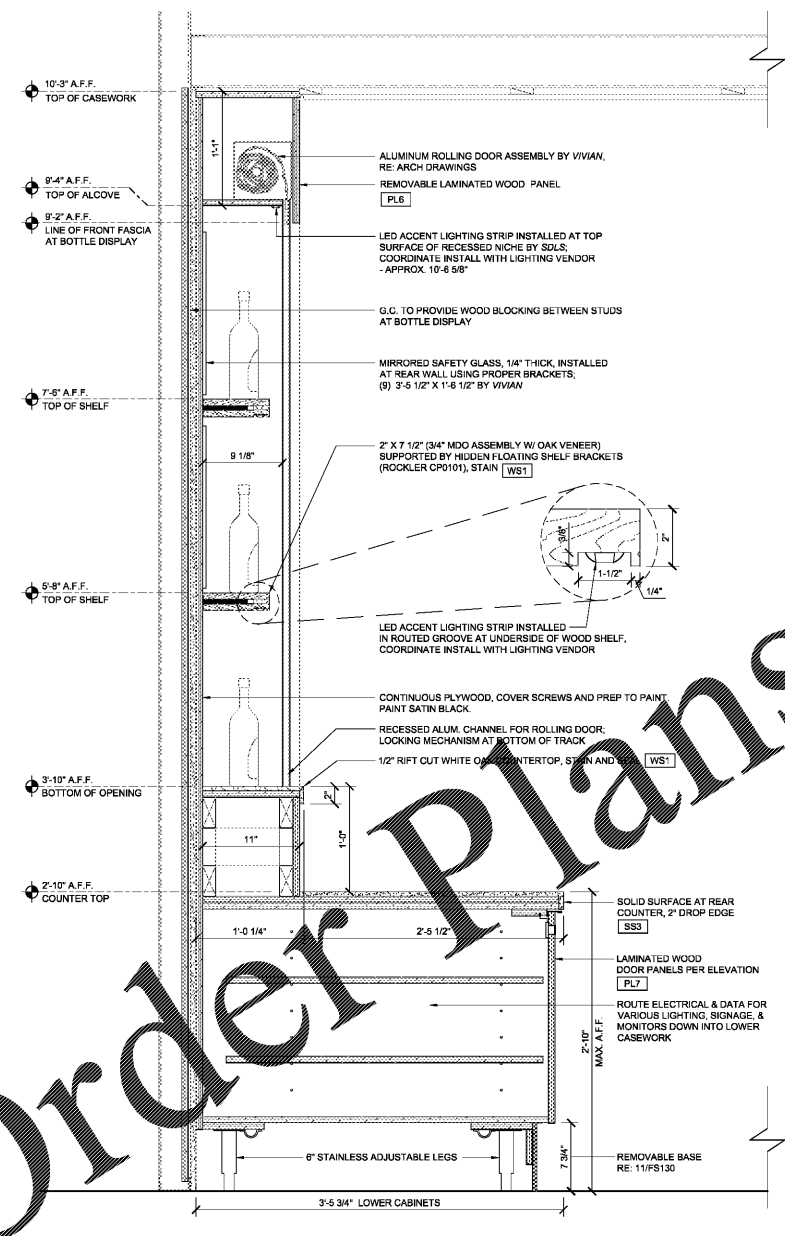 10'-3" A.F.F.
TOP OF CASEWORK
1'-1"
ALUMINUM ROLLING DOOR ASSEMBLY BY VIVIAN,
RE: ARCH DRAWINGS
9'-4" A.F.F.
TOP OF ALCOVE
REMOVABLE LAMINATED WOOD PANEL
PL6
9'-2" A.F.F.
LINE OF FRONT FASCIA
AT BOTTLE DISPLAY
LED ACCENT LIGHTING STRIP INSTALLED AT TOP
SURFACE OF RECESSED NICHE BY SDLS;
COORDINATE INSTALL WITH LIGHTING VENDOR
- APPROX. 10'-6 5/8"
G.C. TO PROVIDE WOOD BLOCKING BETWEEN STUDS
AT BOTTLE DISPLAY
MIRRORED SAFETY GLASS, 1/4" THICK, INSTALLED
AT REAR WALL USING PROPER BRACKETS;
(9) 3'-5 1/2" X 1'-6 1/2" BY VIVIAN
7'-6" A.F.F.
TOP OF SHELF
9 1/8"
2" X 7 1/2" (3/4" MDO ASSEMBLY W/ OAK VENEER)
SUPPORTED BY HIDDEN FLOATING SHELF BRACKETS
(ROCKLER CP0101), STAIN WS1
3/8"
2"
1-1/2"
1/4"
5'-8" A.F.F.
TOP OF SHELF
LED ACCENT LIGHTING STRIP INSTALLED
IN ROUTED GROOVE AT UNDERSIDE OF WOOD SHELF,
COORDINATE INSTALL WITH LIGHTING VENDOR
CONTINUOUS PLYWOOD, COVER SCREWS AND PREP TO PAINT,
PAINT SATIN BLACK.
RECESSED ALUM. CHANNEL FOR ROLLING DOOR;
LOCKING MECHANISM AT BOTTOM OF TRACK
1/2" RIFT CUT WHITE OAK COUNTERTOP, STAIN AND SEAL WS1
3'-10" A.F.F.
BOTTOM OF OPENING
2"
1'-0"
11"
2'-10" A.F.F.
COUNTER TOP
SOLID SURFACE AT REAR
COUNTER, 2" DROP EDGE
SS3
1'-0 1/4"
2'-5 1/2"
LAMINATED WOOD
DOOR PANELS PER ELEVATION
PL7
ROUTE ELECTRICAL & DATA FOR
VARIOUS LIGHTING, SIGNAGE, &
MONITORS DOWN INTO LOWER
CASEWORK
2'-10"
MAX. A.F.F.
6" STAINLESS ADJUSTABLE LEGS
7 3/4"
REMOVABLE BASE
RE: 11/FS130
3'-5 3/4" LOWER CABINETS
Order Plans